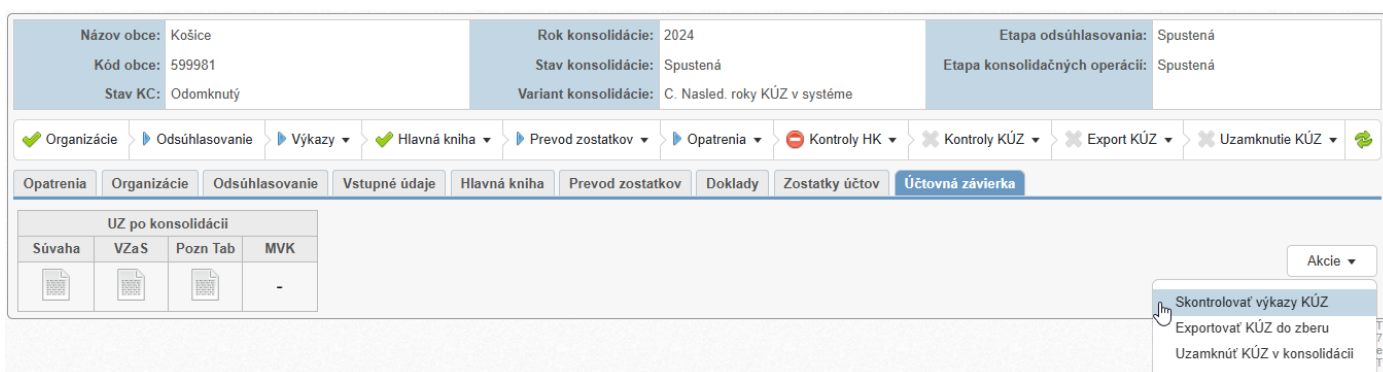 Názov obce: Košice Rok konsolidácie: 2024 Etapa odsúhlasovania: Spustená
Kód obce: 599981 Stav konsolidácie: Spustená Etapa konsolidačných operácií: Spustená
Stav KC: Odomknutý Variant konsolidácie: C. Nasled. roky KÚZ v systéme
Organizácie Odsúhlasovanie Výkazy Hlavná kniha Prevod zostatkov Opatrenia Kontroly HK Kontroly KÚZ Export KÚZ Uzamknutie KÚZ
Opatrenia Organizácie Odsúhlasovanie Vstupné údaje Hlavná kniha Prevod zostatkov Doklady Zostatky účtov Účtovná závierka
UZ po konsolidácii
Súvaha VZaS Pozn Tab MVK
-
Akcie
Skontrolovať výkazy KÚZ
Exportovať KÚZ do zberu
Uzamknúť KÚZ v konsolidácii